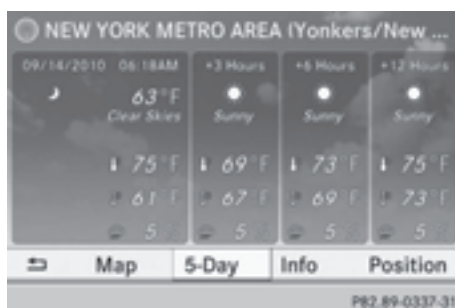 NEW YORK METRO AREA (Yonkers/New ...
09/14/2010 06:18AM +3 Hours +6 Hours +12 Hours
63°F
Clear Skies Sunny Sunny Sunny
75°F 69°F 73°F 75°F
61°F 67°F 69°F 73°F
5% 5% 5% 5%
Map 5-Day Info Position
P82.89-0337-31